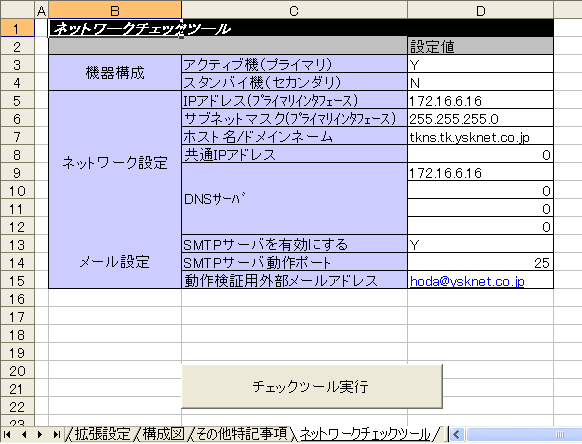 A B C D
1 ネットワークチェックツール
2 設定値
3 機器構成 アクティブ機(プライマリ) Y
4 スタンバイ機(セカンダリ) N
5 ネットワーク設定 IPアドレス(ﾌﾟﾗｲﾏﾘｲﾝﾀﾌｪｰｽ) 172.16.6.16
6 サブネットマスク(ﾌﾟﾗｲﾏﾘｲﾝﾀﾌｪｰｽ) 255.255.255.0
7 ホスト名/ドメインネーム tkns.tk.ysknet.co.jp
8 共通IPアドレス 0
9 DNSサーバ 172.16.6.16
10 0
11 0
12 0
13 メール設定 SMTPサーバを有効にする Y
14 SMTPサーバ動作ポート 25
15 動作検証用外部メールアドレス hoda@ysknet.co.jp
16
17
18
19
20
21 チェックツール実行
22
23
拡張設定 構成図 その他特記事項 ネットワークチェックツール